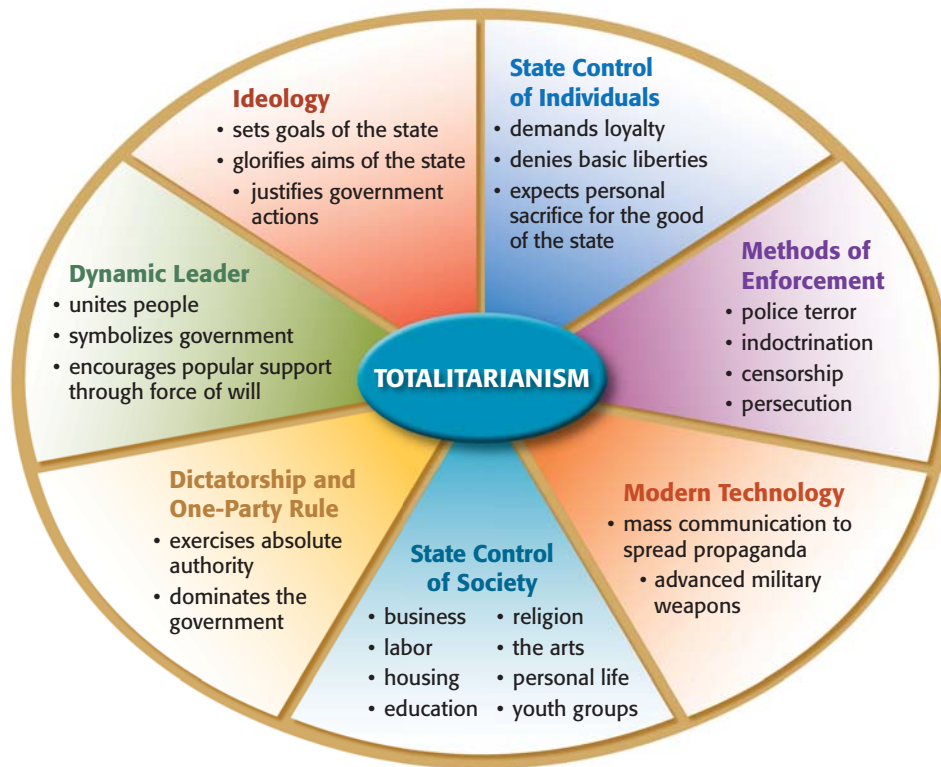 Ideology
• sets goals of the state
• glorifies aims of the state
• justifies government
actions
State Control
of Individuals
• demands loyalty
• denies basic liberties
• expects personal
sacrifice for the good
of the state
Methods of
Enforcement
• police terror
• indoctrination
• censorship
• persecution
Dynamic Leader
• unites people
• symbolizes government
• encourages popular support
through force of will
TOTALITARIANISM
Dictatorship and
One-Party Rule
• exercises absolute
authority
• dominates the
government
State Control
of Society
• business
• labor
• housing
• education
• religion
• the arts
• personal life
• youth groups
Modern Technology
• mass communication to
spread propaganda
• advanced military
weapons